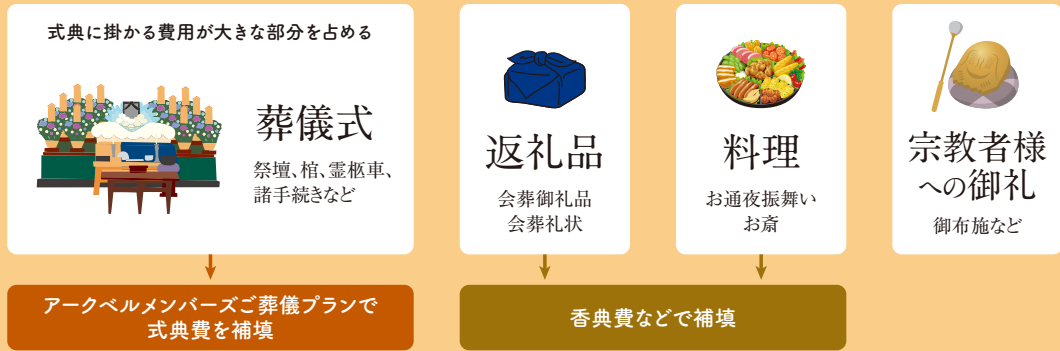 式典に掛かる費用が大きな部分を占める
葬儀式
祭壇、棺、霊柩車、
諸手続きなど
返礼品
会葬御礼品
会葬礼状
料理
お通夜振舞い
お斎
宗教者様
への御礼
御布施など
アークベルメンバーズご葬儀プランで
式典費を補填
香典費などで補填